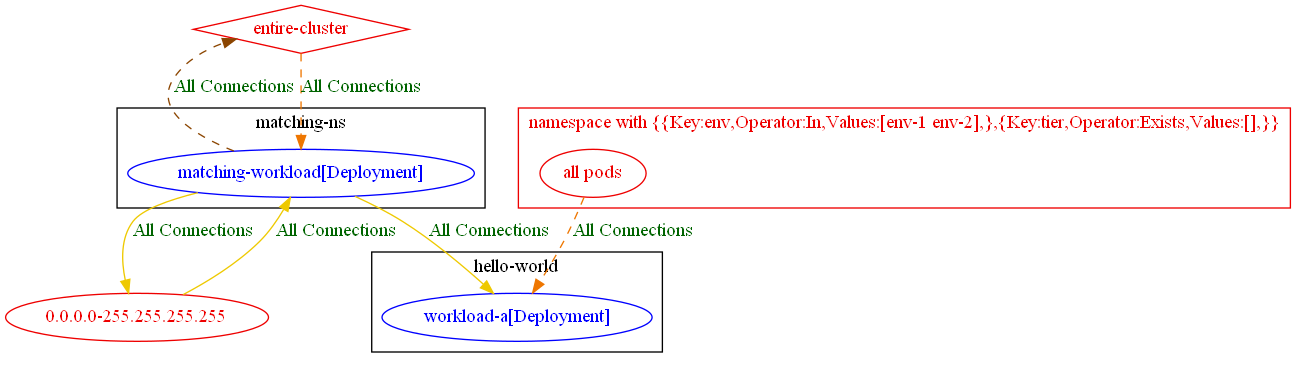 entire-cluster
All Connections
All Connections
matching-ns
matching-workload[Deployment]
namespace with {{Key:env,Operator:In,Values:[env-1 env-2],},{Key:tier,Operator:Exists,Values:[],}}
all pods
All Connections
All Connections
All Connections
All Connections
hello-world
0.0.0.0-255.255.255.255
workload-a[Deployment]